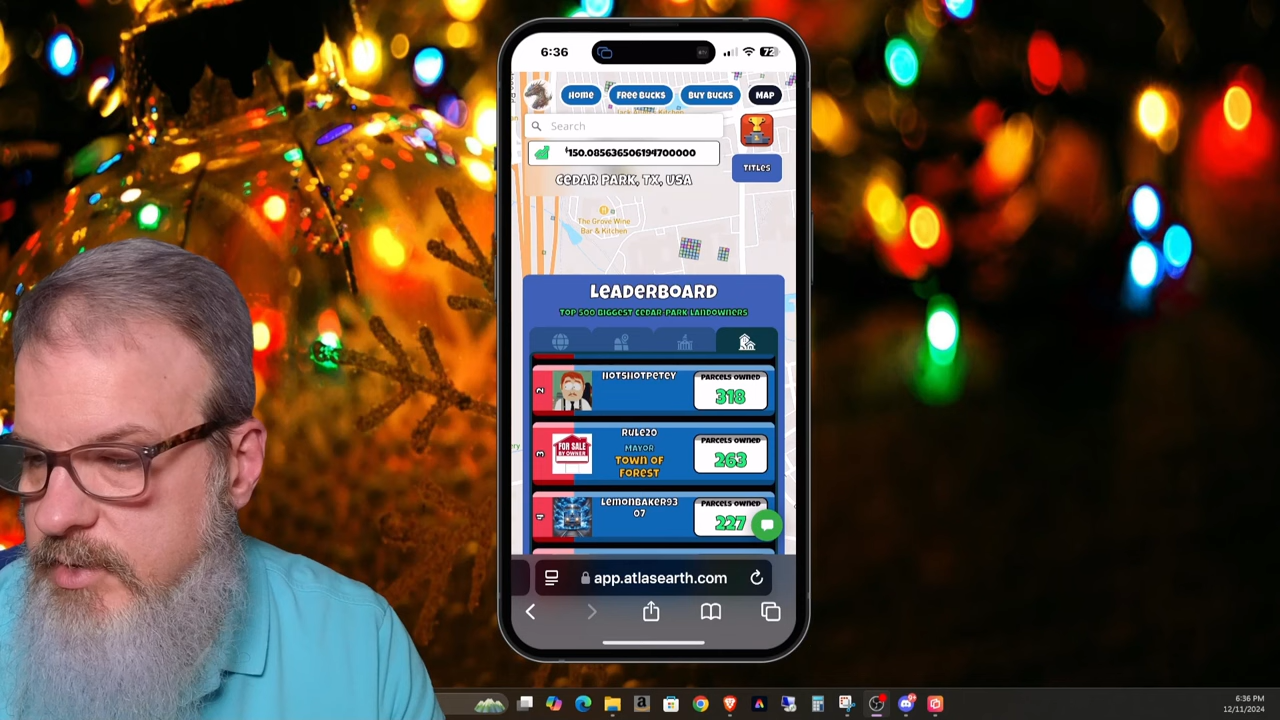 6:36
72
HOME
FREE BUCKS
BUY BUCKS
MAP
Search
$150.085636506194700000
TITLES
CEDAR PARK, TX, USA
The Grove Wine
Bar & Kitchen
LEADERBOARD
TOP 500 BIGGEST CEDAR-PARK LANDOWNERS
2
HOTSHOTPETEY
PARCELS OWNED
318
3
RULE20
MAYOR
TOWN OF
FOREST
FOR SALE
BY OWNER
PARCELS OWNED
263
4
LEMONBAKER93
07
PARCELS OWNED
227
app.atlasearth.com
6:36 PM
12/11/2024